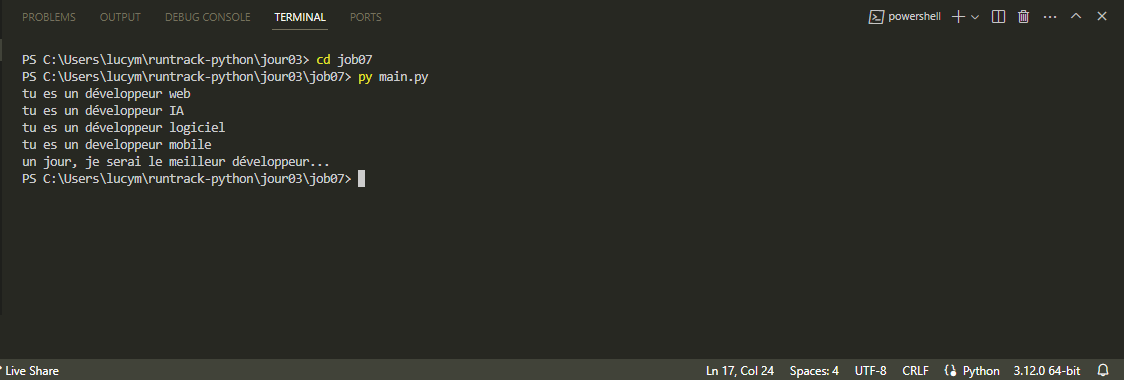 PROBLEMS OUTPUT DEBUG CONSOLE TERMINAL PORTS powershell
PS C:\Users\lucym\runtrack-python\jour03> cd job07
PS C:\Users\lucym\runtrack-python\jour03\job07> py main.py
tu es un développeur web
tu es un développeur IA
tu es un développeur logiciel
tu es un developpeur mobile
un jour, je serai le meilleur développeur...
PS C:\Users\lucym\runtrack-python\jour03\job07>
Live Share Ln 17, Col 24 Spaces: 4 UTF-8 CRLF Python 3.12.0 64-bit